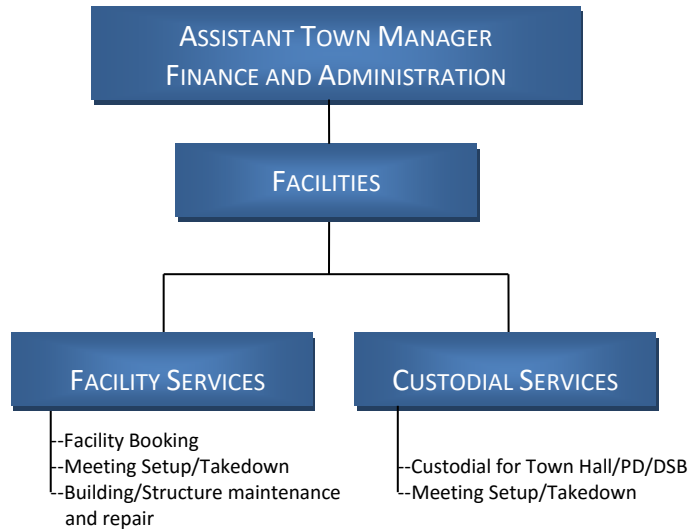 ASSISTANT TOWN MANAGER
FINANCE AND ADMINISTRATION
FACILITIES
FACILITY SERVICES
CUSTODIAL SERVICES
--Facility Booking
--Meeting Setup/Takedown
--Building/Structure maintenance
and repair
--Custodial for Town Hall/PD/DSB
--Meeting Setup/Takedown